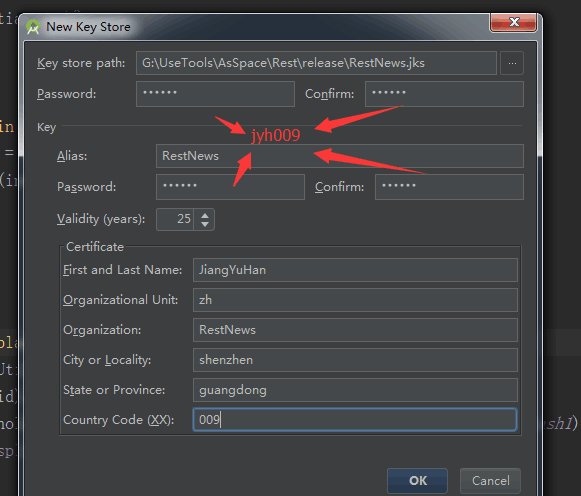 New Key Store
Key store path: G:\UseTools\AsSpace\Rest\release\RestNews.jks ...
Password: •••••• Confirm: ••••••
Key
jyh009
Alias: RestNews
Password: •••••• Confirm: ••••••
Validity (years): 25
Certificate
First and Last Name: JiangYuHan
Organizational Unit: zh
Organization: RestNews
City or Locality: shenzhen
State or Province: guangdong
Country Code (XX): 009
OK Cancel